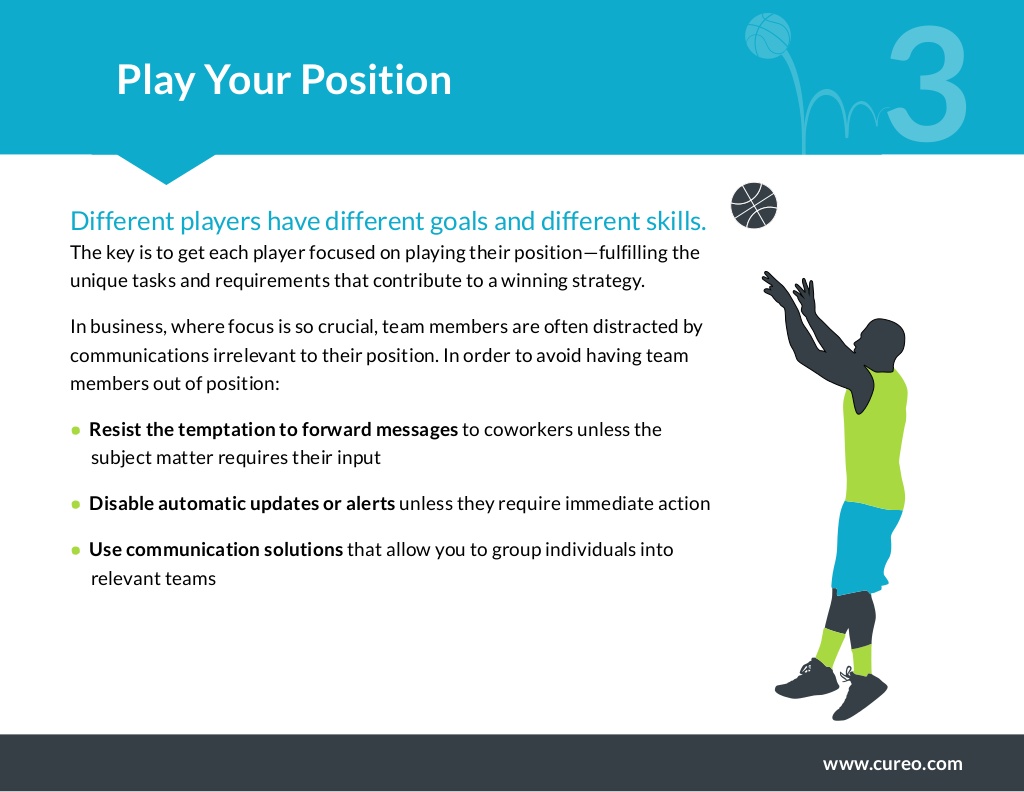 Play Your Position
3
Different players have different goals and different skills.
The key is to get each player focused on playing their position—fulfilling the
unique tasks and requirements that contribute to a winning strategy.
In business, where focus is so crucial, team members are often distracted by
communications irrelevant to their position. In order to avoid having team
members out of position:
• Resist the temptation to forward messages to coworkers unless the
subject matter requires their input
• Disable automatic updates or alerts unless they require immediate action
• Use communication solutions that allow you to group individuals into
relevant teams
www.cureo.com